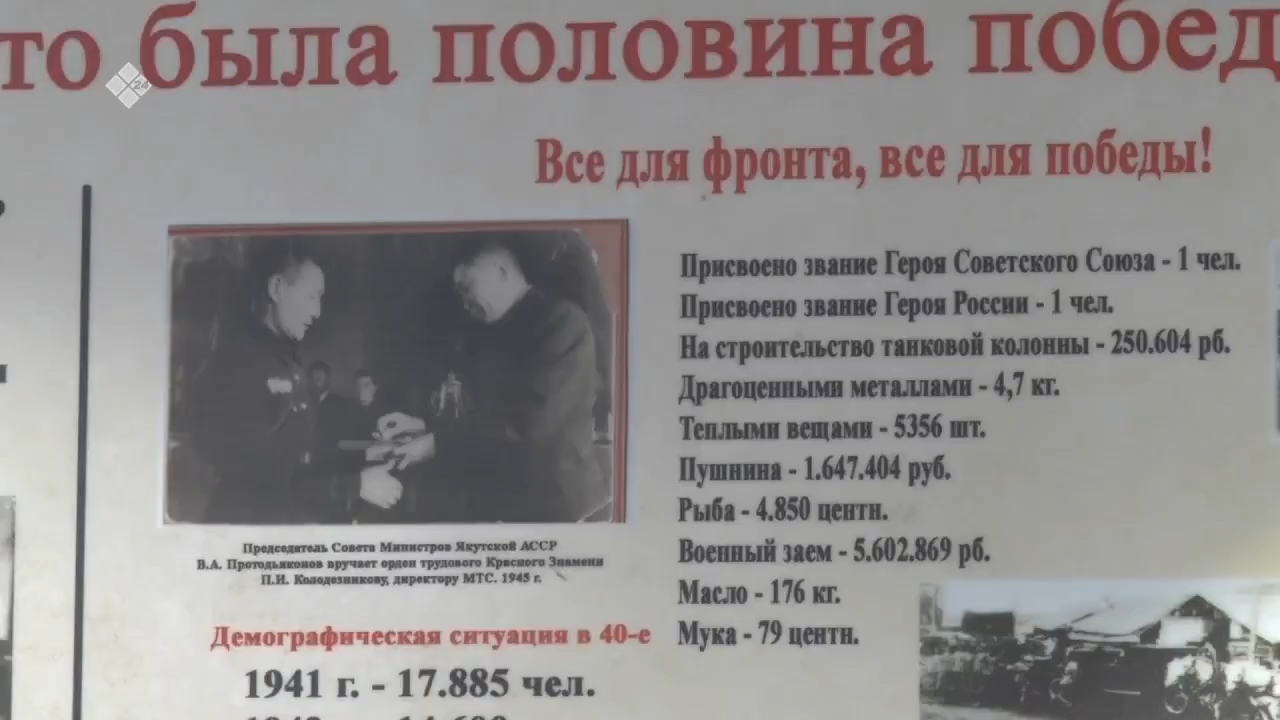 то была половина побед
Все для фронта, все для победы!
Присвоено звание Героя Советского Союза - 1 чел.
Присвоено звание Героя России - 1 чел.
На строительство танковой колонны - 250.604 рб.
Драгоценными металлами - 4,7 кг.
Теплыми вещами - 5356 шт.
Пушнина - 1.647.404 руб.
Рыба - 4.850 центн.
Военный заем - 5.602.869 рб.
Масло - 176 кг.
Мука - 79 центн.
Председатель Совета Министров Якутской АССР
В.А. Протодьяконов вручает орден трудового Красного Знамени
П.И. Колодезникову, директору МТС. 1945 г.
Демографическая ситуация в 40-е
1941 г. - 17.885 чел.